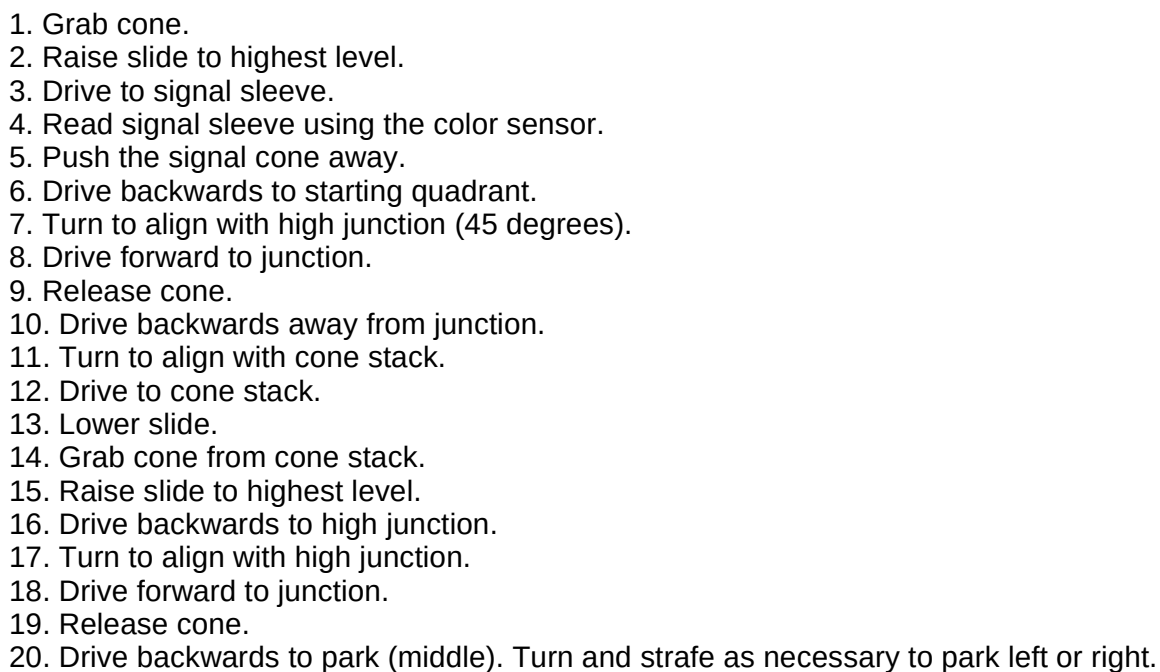 1. Grab cone.
2. Raise slide to highest level.
3. Drive to signal sleeve.
4. Read signal sleeve using the color sensor.
5. Push the signal cone away.
6. Drive backwards to starting quadrant.
7. Turn to align with high junction (45 degrees).
8. Drive forward to junction.
9. Release cone.
10. Drive backwards away from junction.
11. Turn to align with cone stack.
12. Drive to cone stack.
13. Lower slide.
14. Grab cone from cone stack.
15. Raise slide to highest level.
16. Drive backwards to high junction.
17. Turn to align with high junction.
18. Drive forward to junction.
19. Release cone.
20. Drive backwards to park (middle). Turn and strafe as necessary to park left or right.